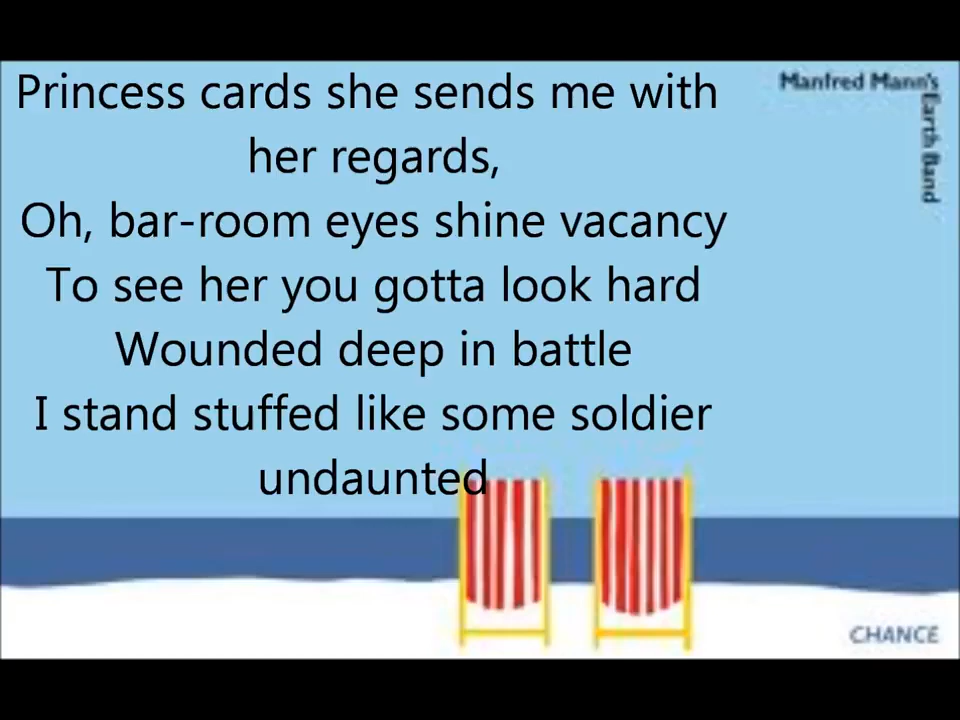 Princess cards she sends me with
her regards,
Oh, bar-room eyes shine vacancy
To see her you gotta look hard
Wounded deep in battle
I stand stuffed like some soldier
undaunted
Manfred Mann's
Earth Band
CHANCE